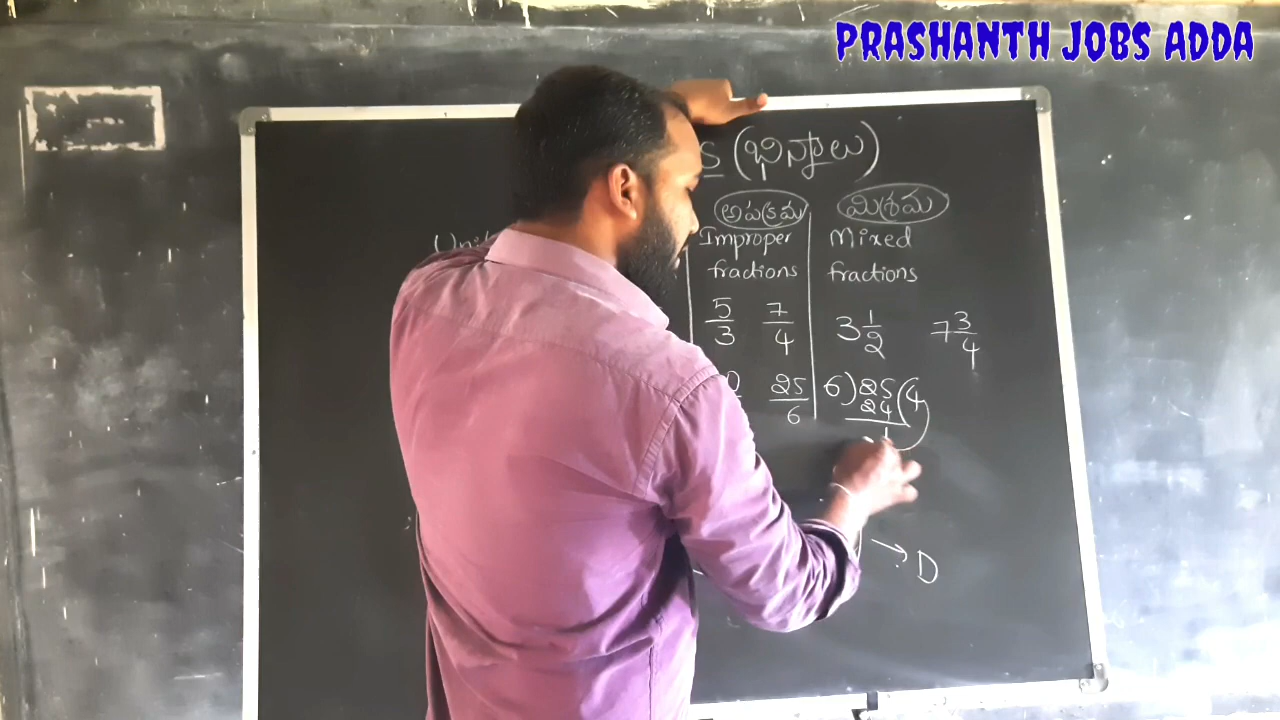 PRASHANTH JOBS ADDA
s (భిన్నాలు)
అపక్రమ మిశ్రమ
Unit
Improper Mixed
fractions fractions
5/3 7/4 3 1/2 7 3/4
25/6 6)25(4
24
1
→ D